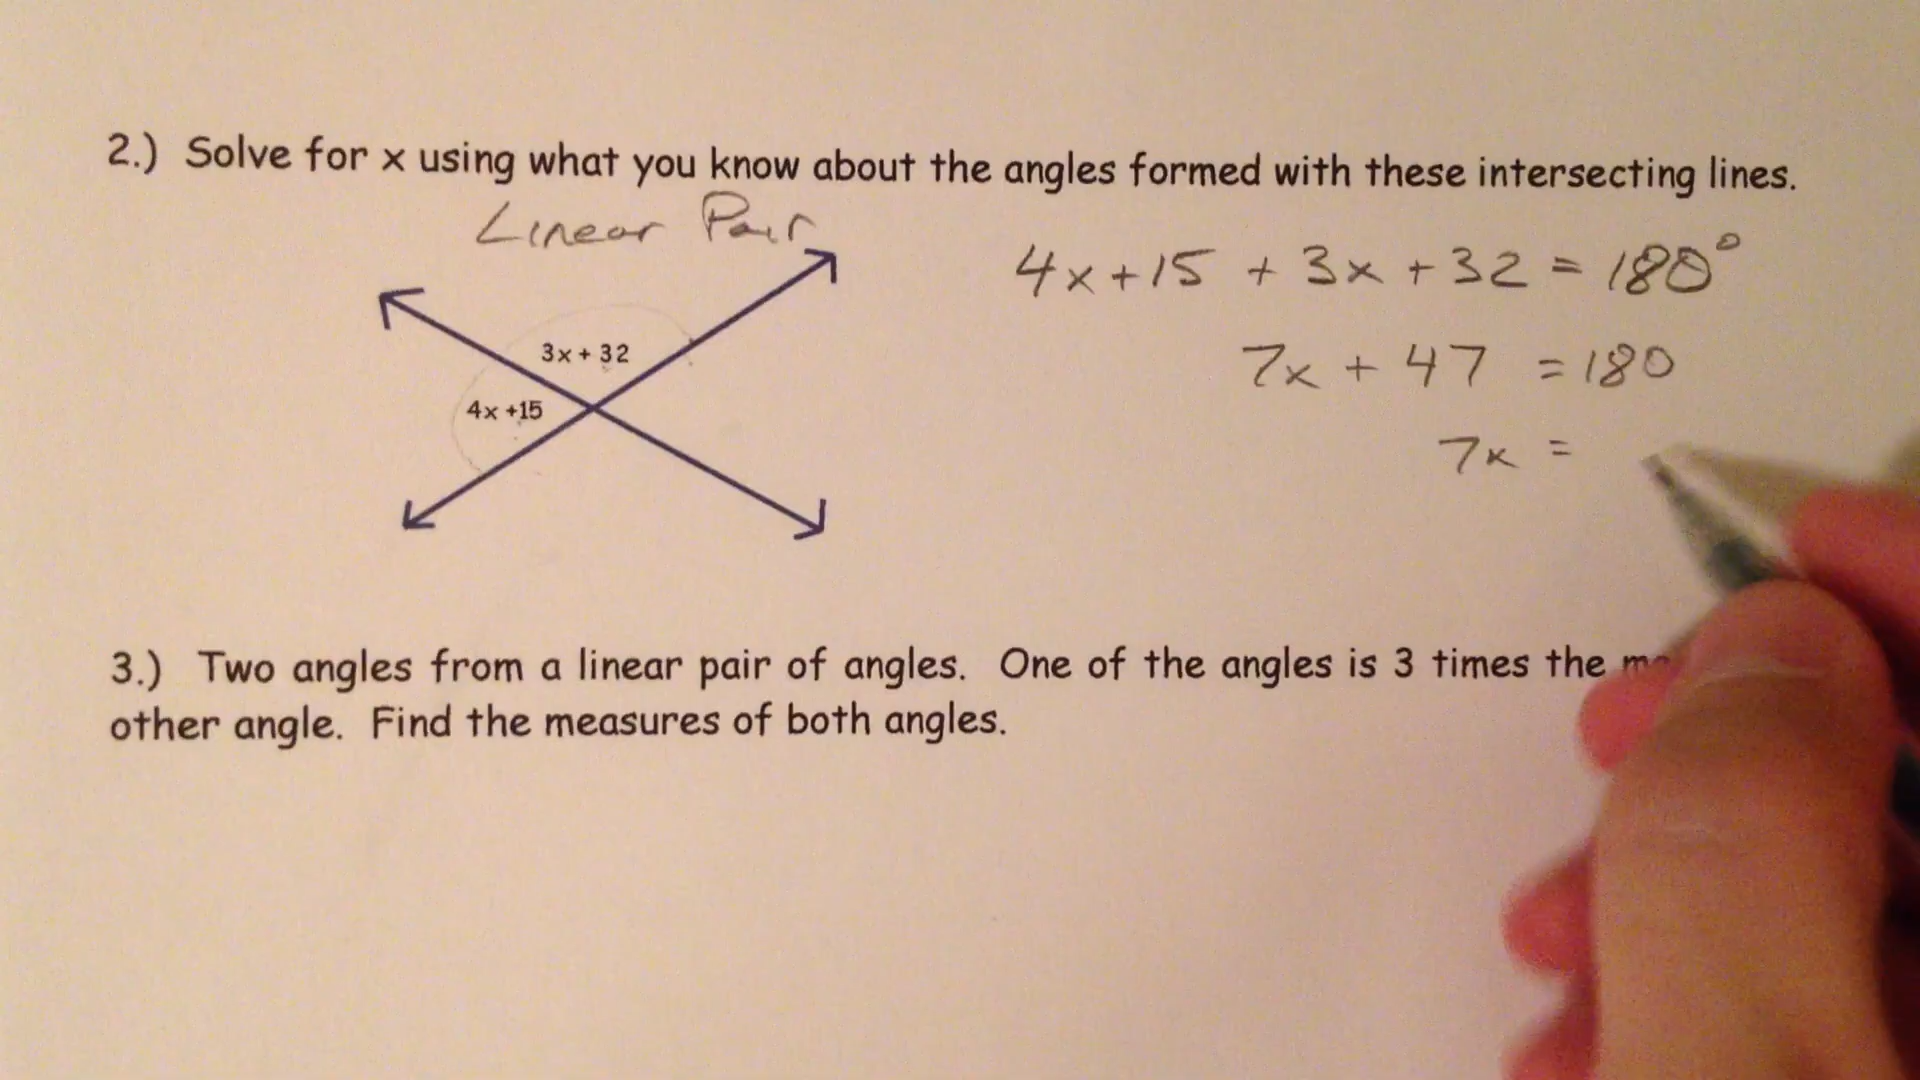 2.) Solve for x using what you know about the angles formed with these intersecting lines.
Linear Pair
4x+15 + 3x + 32 = 180°
7x + 47 = 180
7x =
3x + 32
4x +15
3.) Two angles from a linear pair of angles. One of the angles is 3 times the
other angle. Find the measures of both angles.